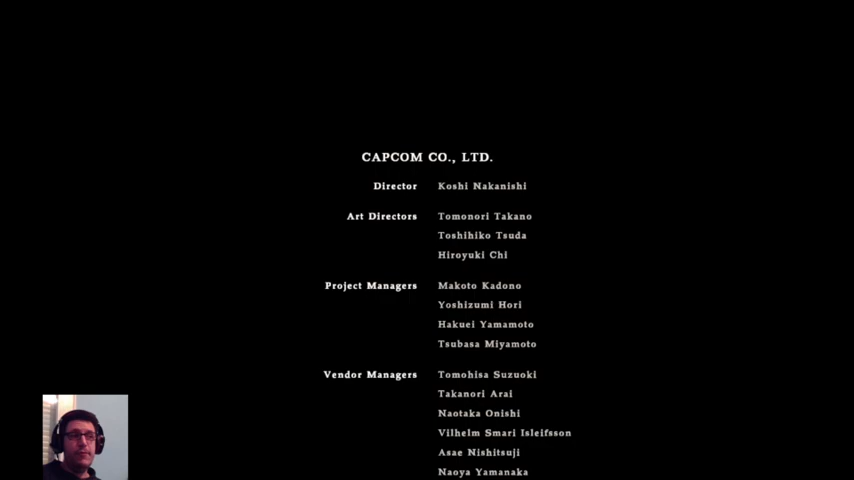 CAPCOM CO., LTD.
Director Koshi Nakanishi
Art Directors Tomonori Takano
Toshihiko Tsuda
Hiroyuki Chi
Project Managers Makoto Kadono
Yoshizumi Hori
Hakuei Yamamoto
Tsubasa Miyamoto
Vendor Managers Tomohisa Suzuoki
Takanori Arai
Naotaka Onishi
Vilhelm Smari Isleifsson
Asae Nishitsuji
Naoya Yamanaka